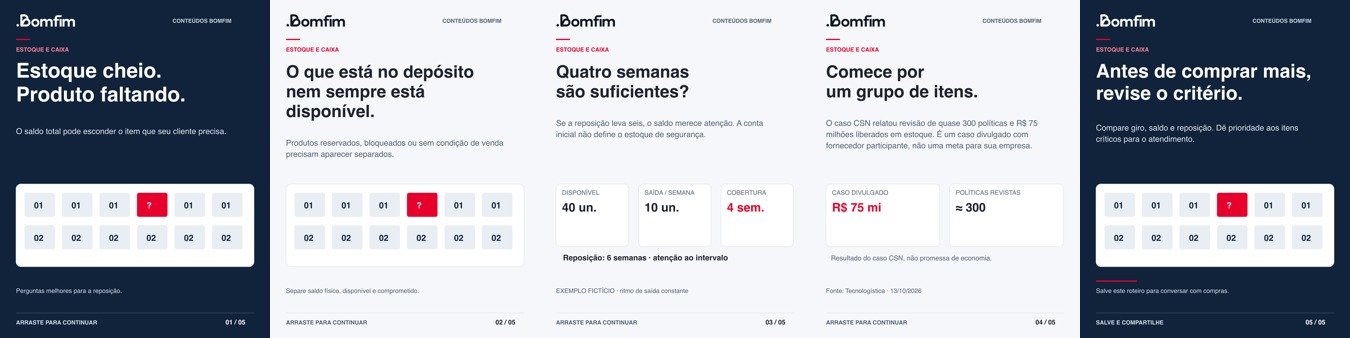 .Bomfim
CONTEÚDOS BOMFIM
ESTOQUE E CAIXA
Estoque cheio.
Produto faltando.
O saldo total pode esconder o item que seu cliente precisa.
01 01 01 ? 01 01
02 02 02 02 02 02
Perguntas melhores para a reposição.
ARRASTE PARA CONTINUAR
01 / 05
.Bomfim
CONTEÚDOS BOMFIM
ESTOQUE E CAIXA
O que está no depósito
nem sempre está
disponível.
Produtos reservados, bloqueados ou sem condição de venda
precisam aparecer separados.
01 01 01 ? 01 01
02 02 02 02 02 02
Separe saldo físico, disponível e comprometido.
ARRASTE PARA CONTINUAR
02 / 05
.Bomfim
CONTEÚDOS BOMFIM
ESTOQUE E CAIXA
Quatro semanas
são suficientes?
Se a reposição leva seis, o saldo merece atenção. A conta
inicial não define o estoque de segurança.
DISPONÍVEL
40 un.
SAÍDA / SEMANA
10 un.
COBERTURA
4 sem.
Reposição: 6 semanas · atenção ao intervalo
EXEMPLO FICTÍCIO · ritmo de saída constante
ARRASTE PARA CONTINUAR
03 / 05
.Bomfim
CONTEÚDOS BOMFIM
ESTOQUE E CAIXA
Comece por
um grupo de itens.
O caso CSN relatou revisão de quase 300 políticas e R$ 75
milhões liberados em estoque. É um caso divulgado com
fornecedor participante, não uma meta para sua empresa.
CASO DIVULGADO
R$ 75 mi
POLÍTICAS REVISTAS
≈ 300
Resultado do caso CSN, não promessa de economia.
Fonte: Tecnologística · 13/10/2026
ARRASTE PARA CONTINUAR
04 / 05
.Bomfim
CONTEÚDOS BOMFIM
ESTOQUE E CAIXA
Antes de comprar mais,
revise o critério.
Compare giro, saldo e reposição. Dê prioridade aos itens
críticos para o atendimento.
01 01 01 ? 01 01
02 02 02 02 02 02
Salve este roteiro para conversar com compras.
SALVE E COMPARTILHE
05 / 05